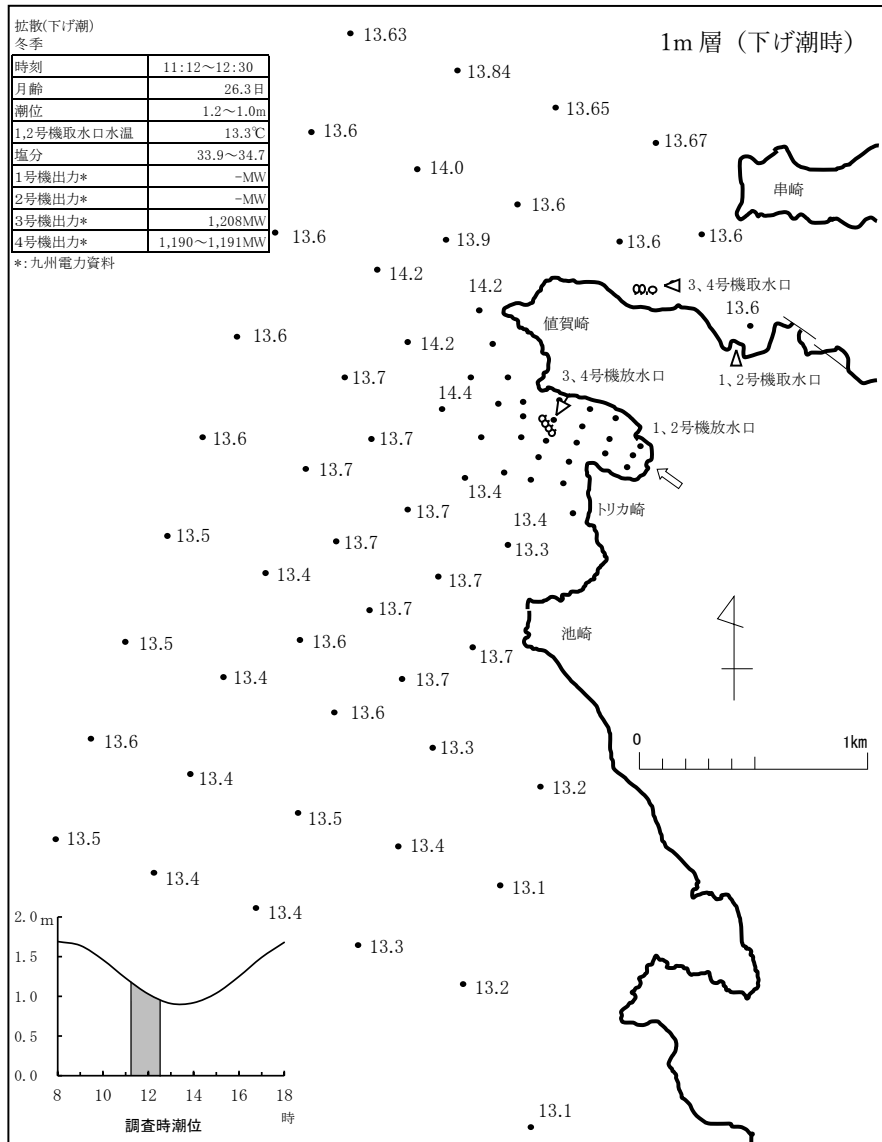 拡散(下げ潮)
冬季
時刻 11:12～12:30
月齢 26.3日
潮位 1.2～1.0m
1,2号機取水口水温 13.3℃
塩分 33.9～34.7
1号機出力* -MW
2号機出力* -MW
3号機出力* 1,208MW
4号機出力* 1,190～1,191MW
*:九州電力資料
1m 層（下げ潮時）
13.63
13.84
13.65
13.6
13.67
14.0
串崎
13.6
13.6
13.9
13.6
13.6
14.2
14.2
3、4号機取水口
13.6
値賀崎
13.6
14.2
13.7
3、4号機放水口
1、2号機取水口
14.4
1、2号機放水口
13.6
13.7
13.7
13.4
13.7
13.4
トリカ崎
13.5
13.7
13.3
13.4
13.7
13.7
池崎
13.5
13.6
13.7
13.4
13.7
13.6
0 1km
13.6
13.3
13.4
13.2
13.5
13.5
13.4
13.4
13.1
13.4
13.3
13.2
13.1
2.0m
1.5
1.0
0.5
0.0
8 10 12 14 16 18
時
調査時潮位